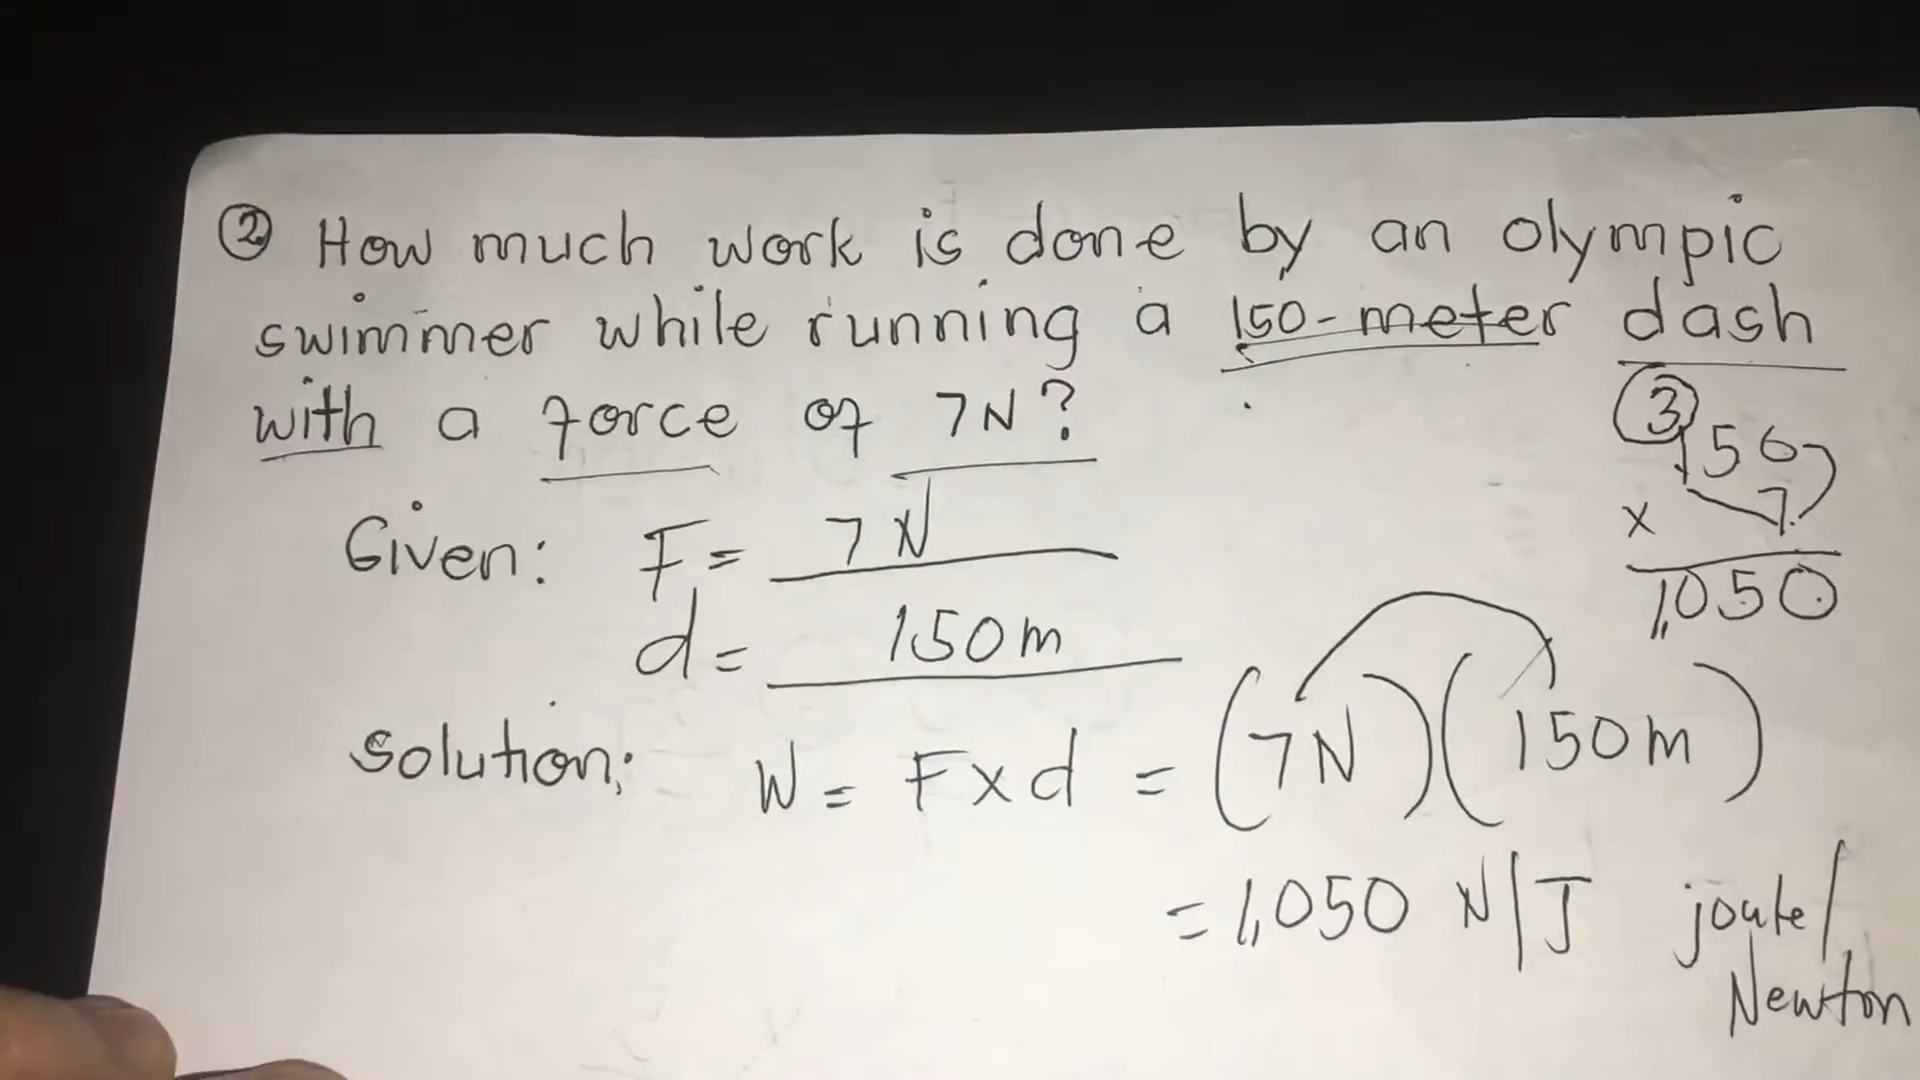 ② How much work is done by an olympic
swimmer while running a 150-meter dash
with a force of 7N?
③
150
x 7
1,050
Given: F = 7 N
d = 150 m
Solution: W = F x d = (7N)(150m)
= 1,050 N/J joule/
Newton